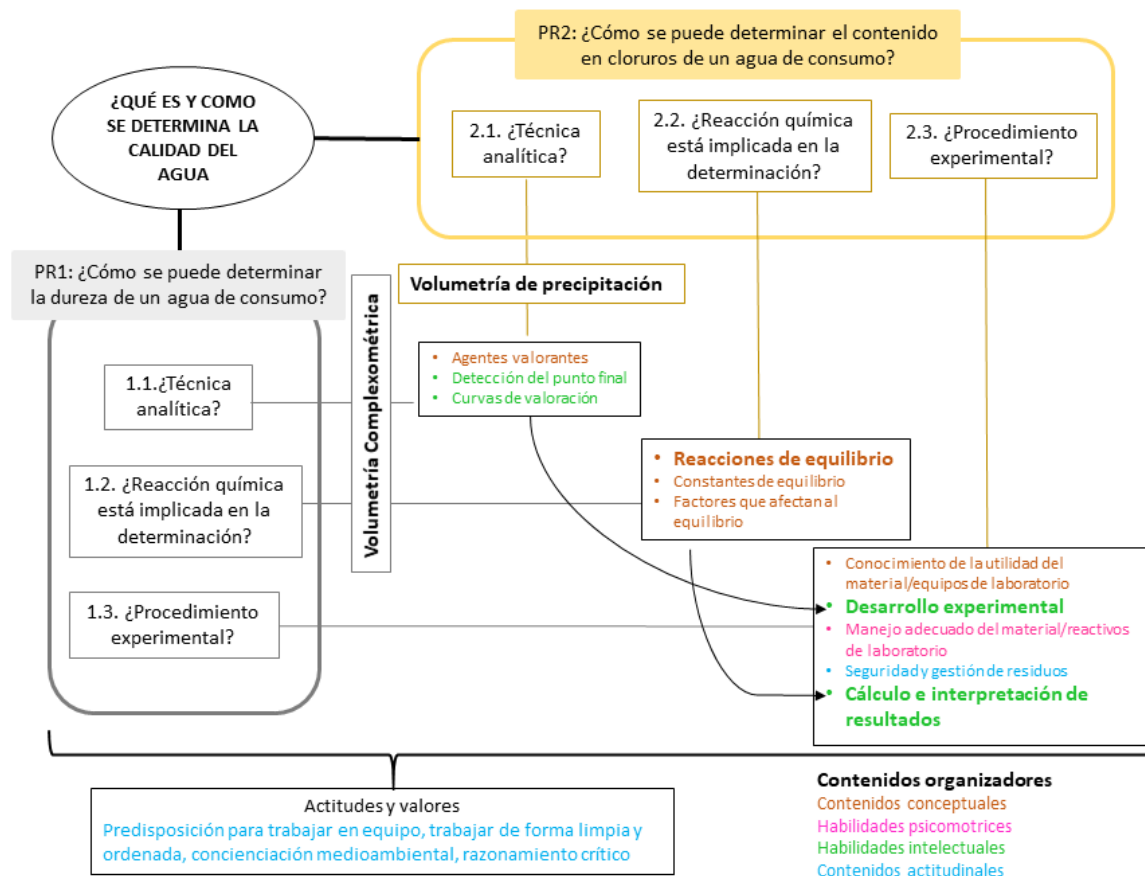 PR2: ¿Cómo se puede determinar el contenido
en cloruros de un agua de consumo?
¿QUÉ ES Y COMO
SE DETERMINA LA
CALIDAD DEL
AGUA
2.1. ¿Técnica
analítica?
2.2. ¿Reacción química
está implicada en la
determinación?
2.3. ¿Procedimiento
experimental?
PR1: ¿Cómo se puede determinar
la dureza de un agua de consumo?
Volumetría de precipitación
Volumetría Complexométrica
• Agentes valorantes
• Detección del punto final
• Curvas de valoración
1.1.¿Técnica
analítica?
• Reacciones de equilibrio
• Constantes de equilibrio
• Factores que afectan al
equilibrio
1.2. ¿Reacción química
está implicada en la
determinación?
1.3. ¿Procedimiento
experimental?
• Conocimiento de la utilidad del
material/equipos de laboratorio
• Desarrollo experimental
• Manejo adecuado del material/reactivos
de laboratorio
• Seguridad y gestión de residuos
• Cálculo e interpretación de
resultados
Actitudes y valores
Predisposición para trabajar en equipo, trabajar de forma limpia y
ordenada, concienciación medioambiental, razonamiento crítico
Contenidos organizadores
Contenidos conceptuales
Habilidades psicomotrices
Habilidades intelectuales
Contenidos actitudinales